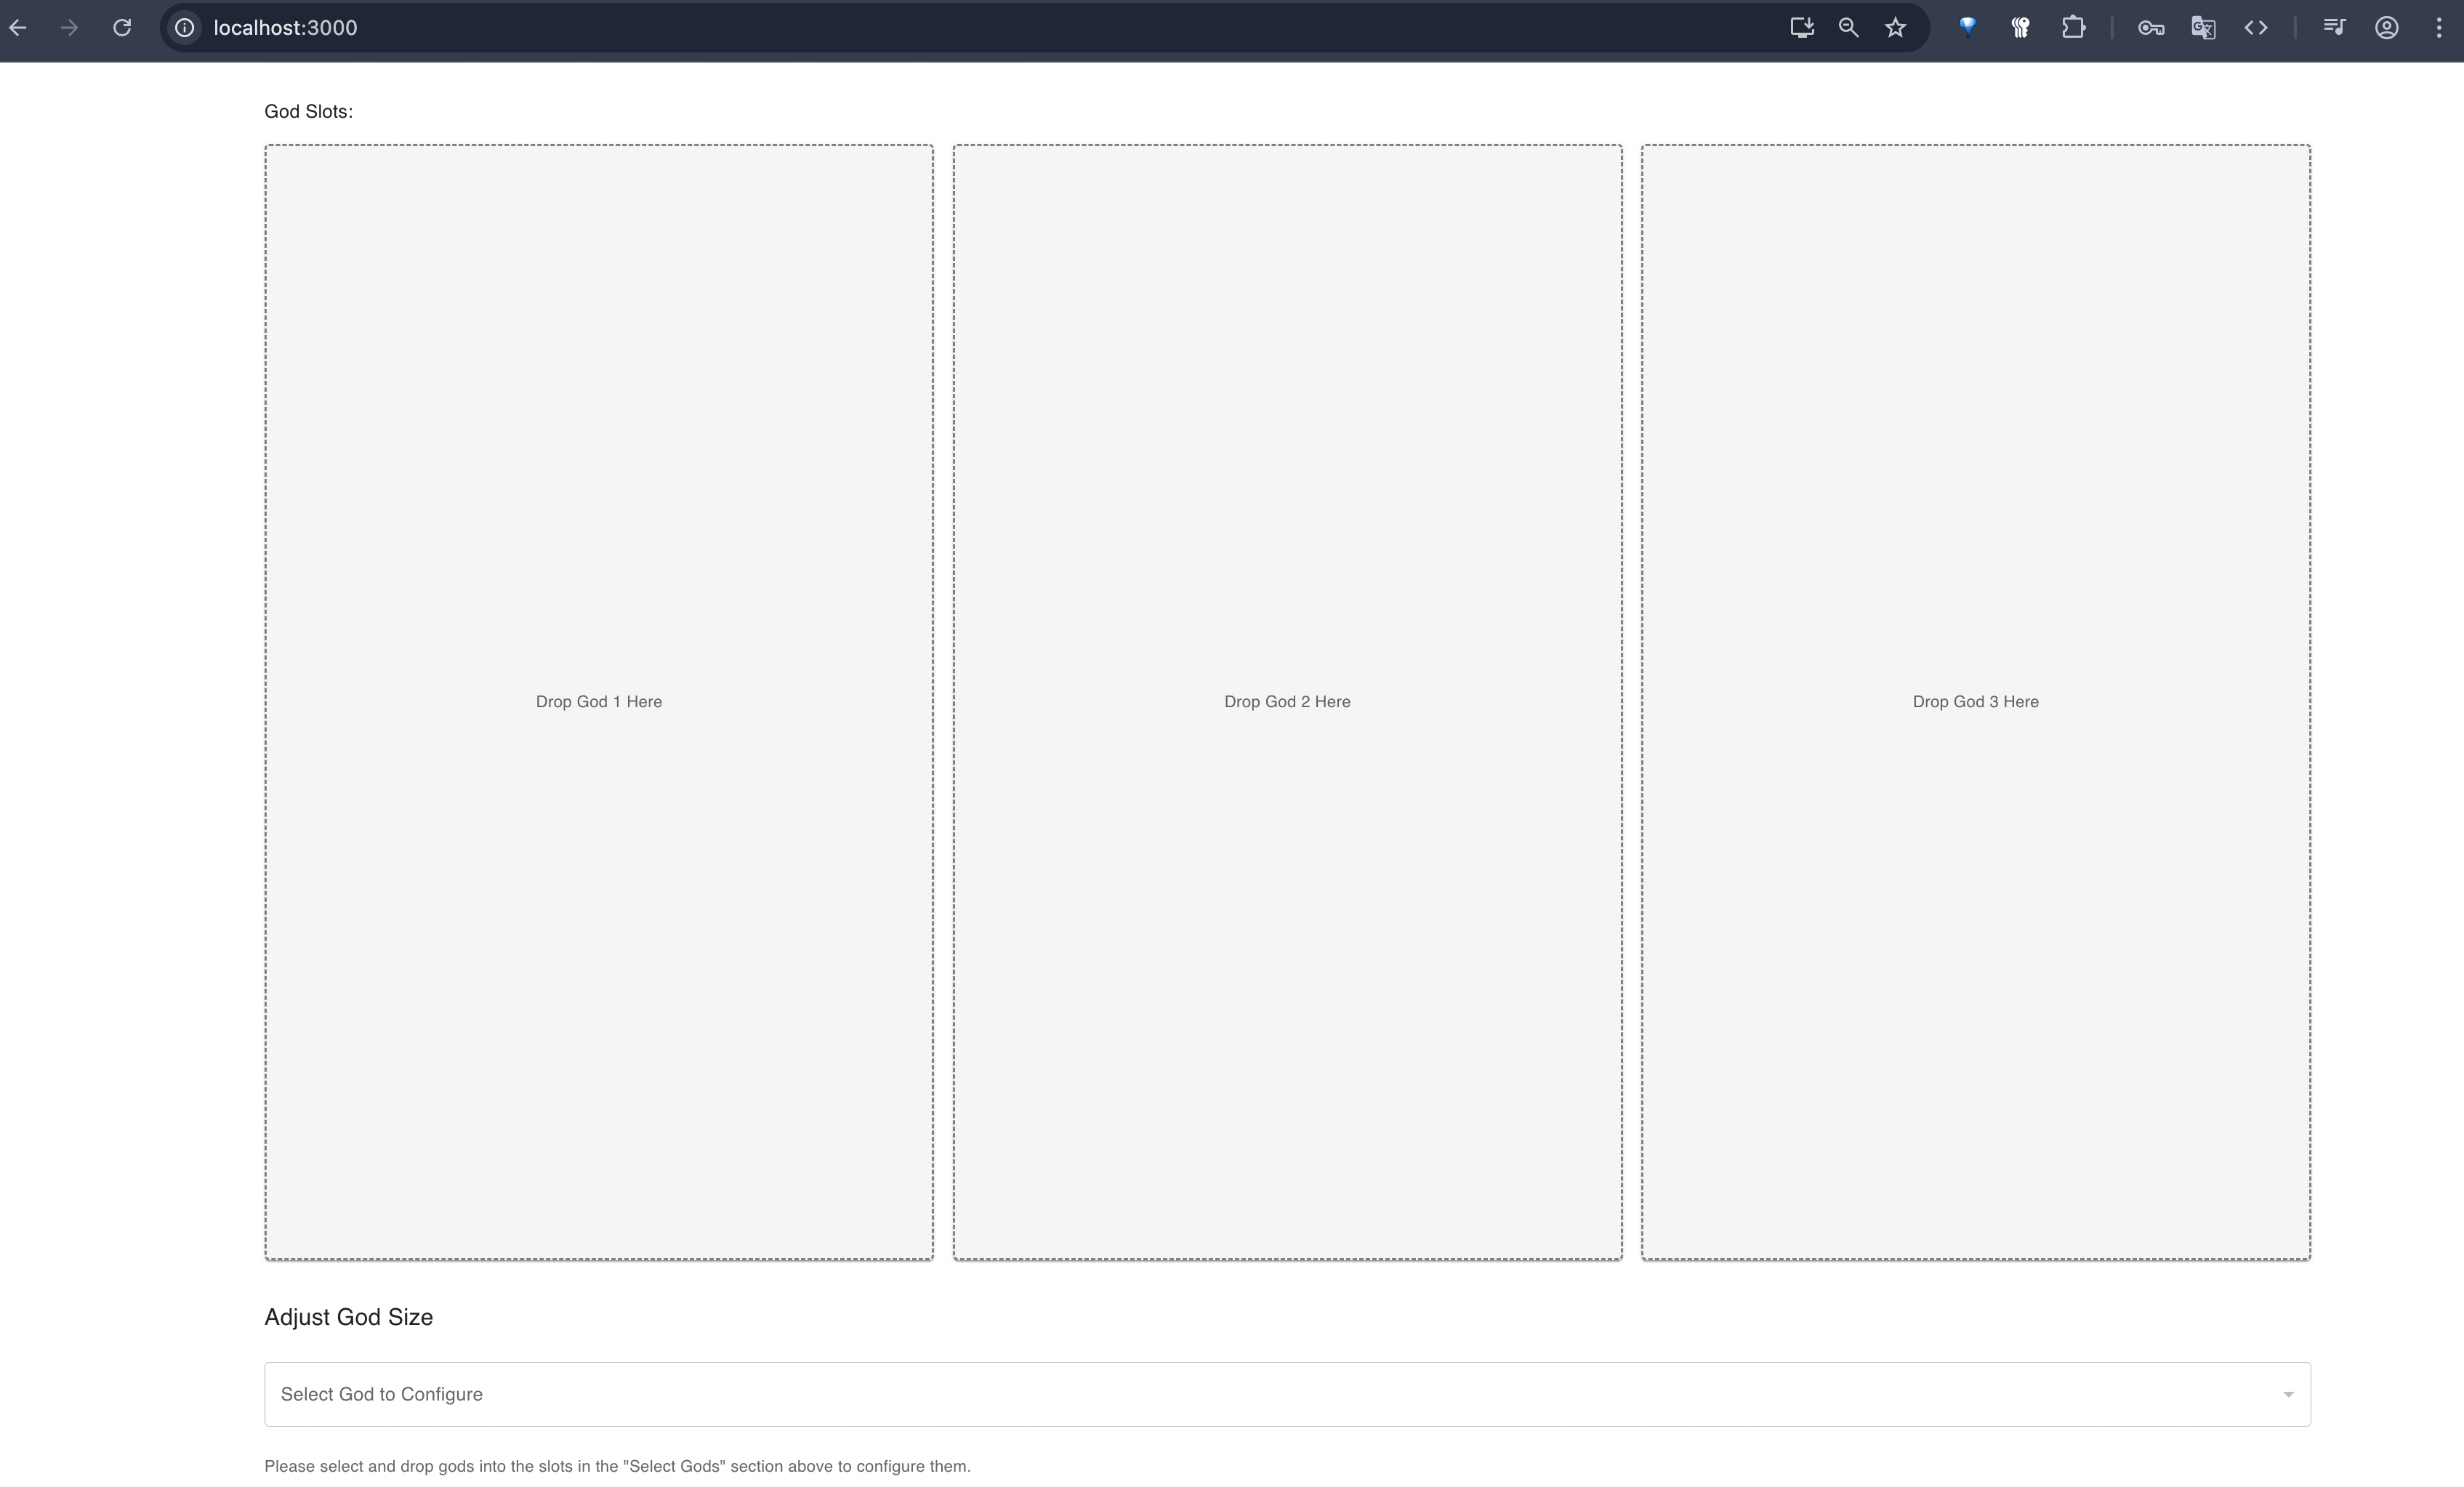 localhost:3000
God Slots:
Drop God 1 Here
Drop God 2 Here
Drop God 3 Here
Adjust God Size
Select God to Configure
Please select and drop gods into the slots in the "Select Gods" section above to configure them.